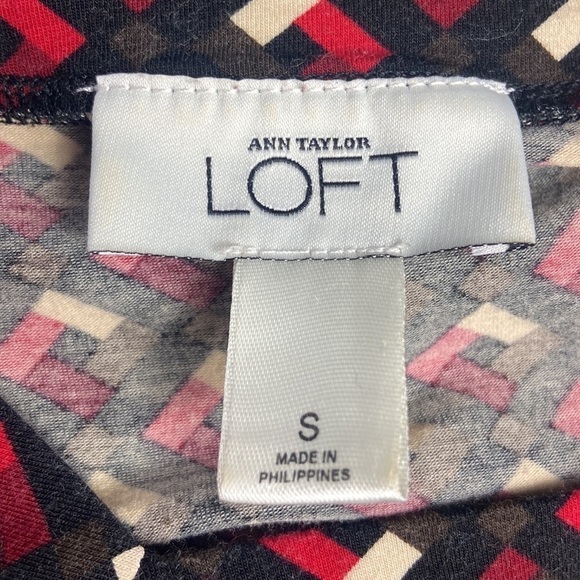 ANN TAYLOR
LOFT
S
MADE IN
PHILIPPINES